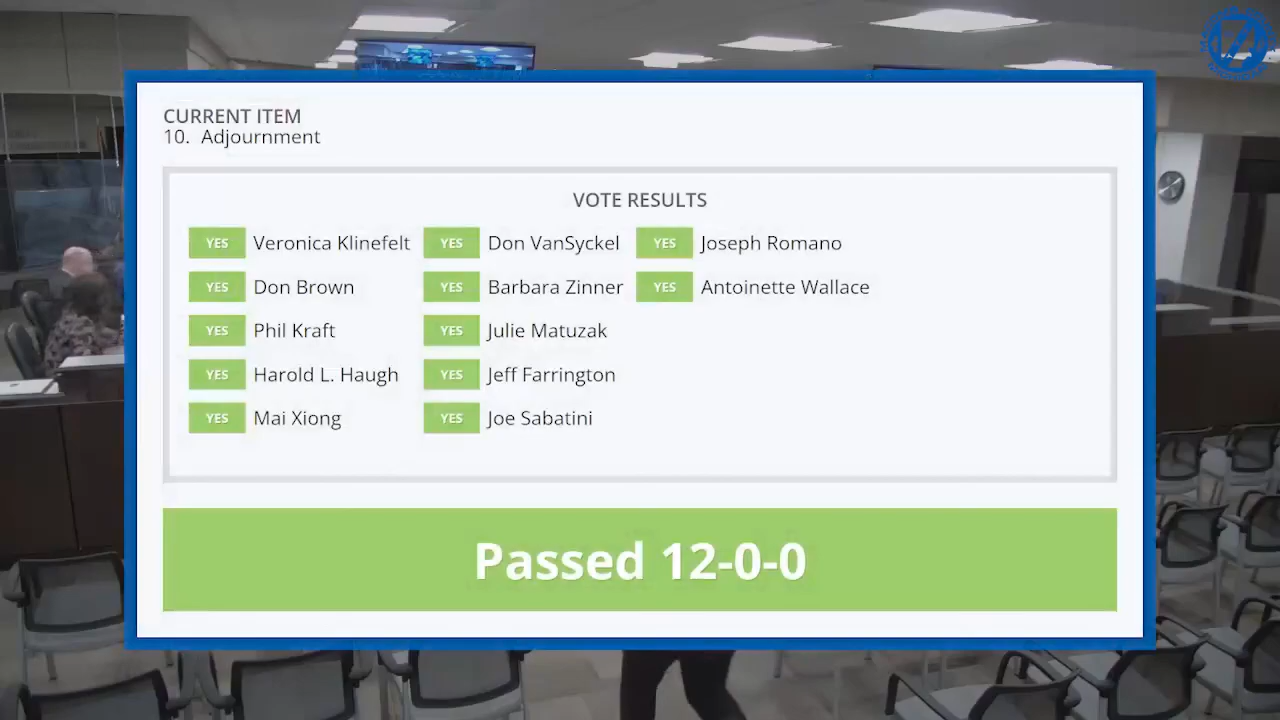 CURRENT ITEM
10. Adjournment
VOTE RESULTS
YES Veronica Klinefelt YES Don VanSyckel YES Joseph Romano
YES Don Brown YES Barbara Zinner YES Antoinette Wallace
YES Phil Kraft YES Julie Matuzak
YES Harold L. Haugh YES Jeff Farrington
YES Mai Xiong YES Joe Sabatini
Passed 12-0-0